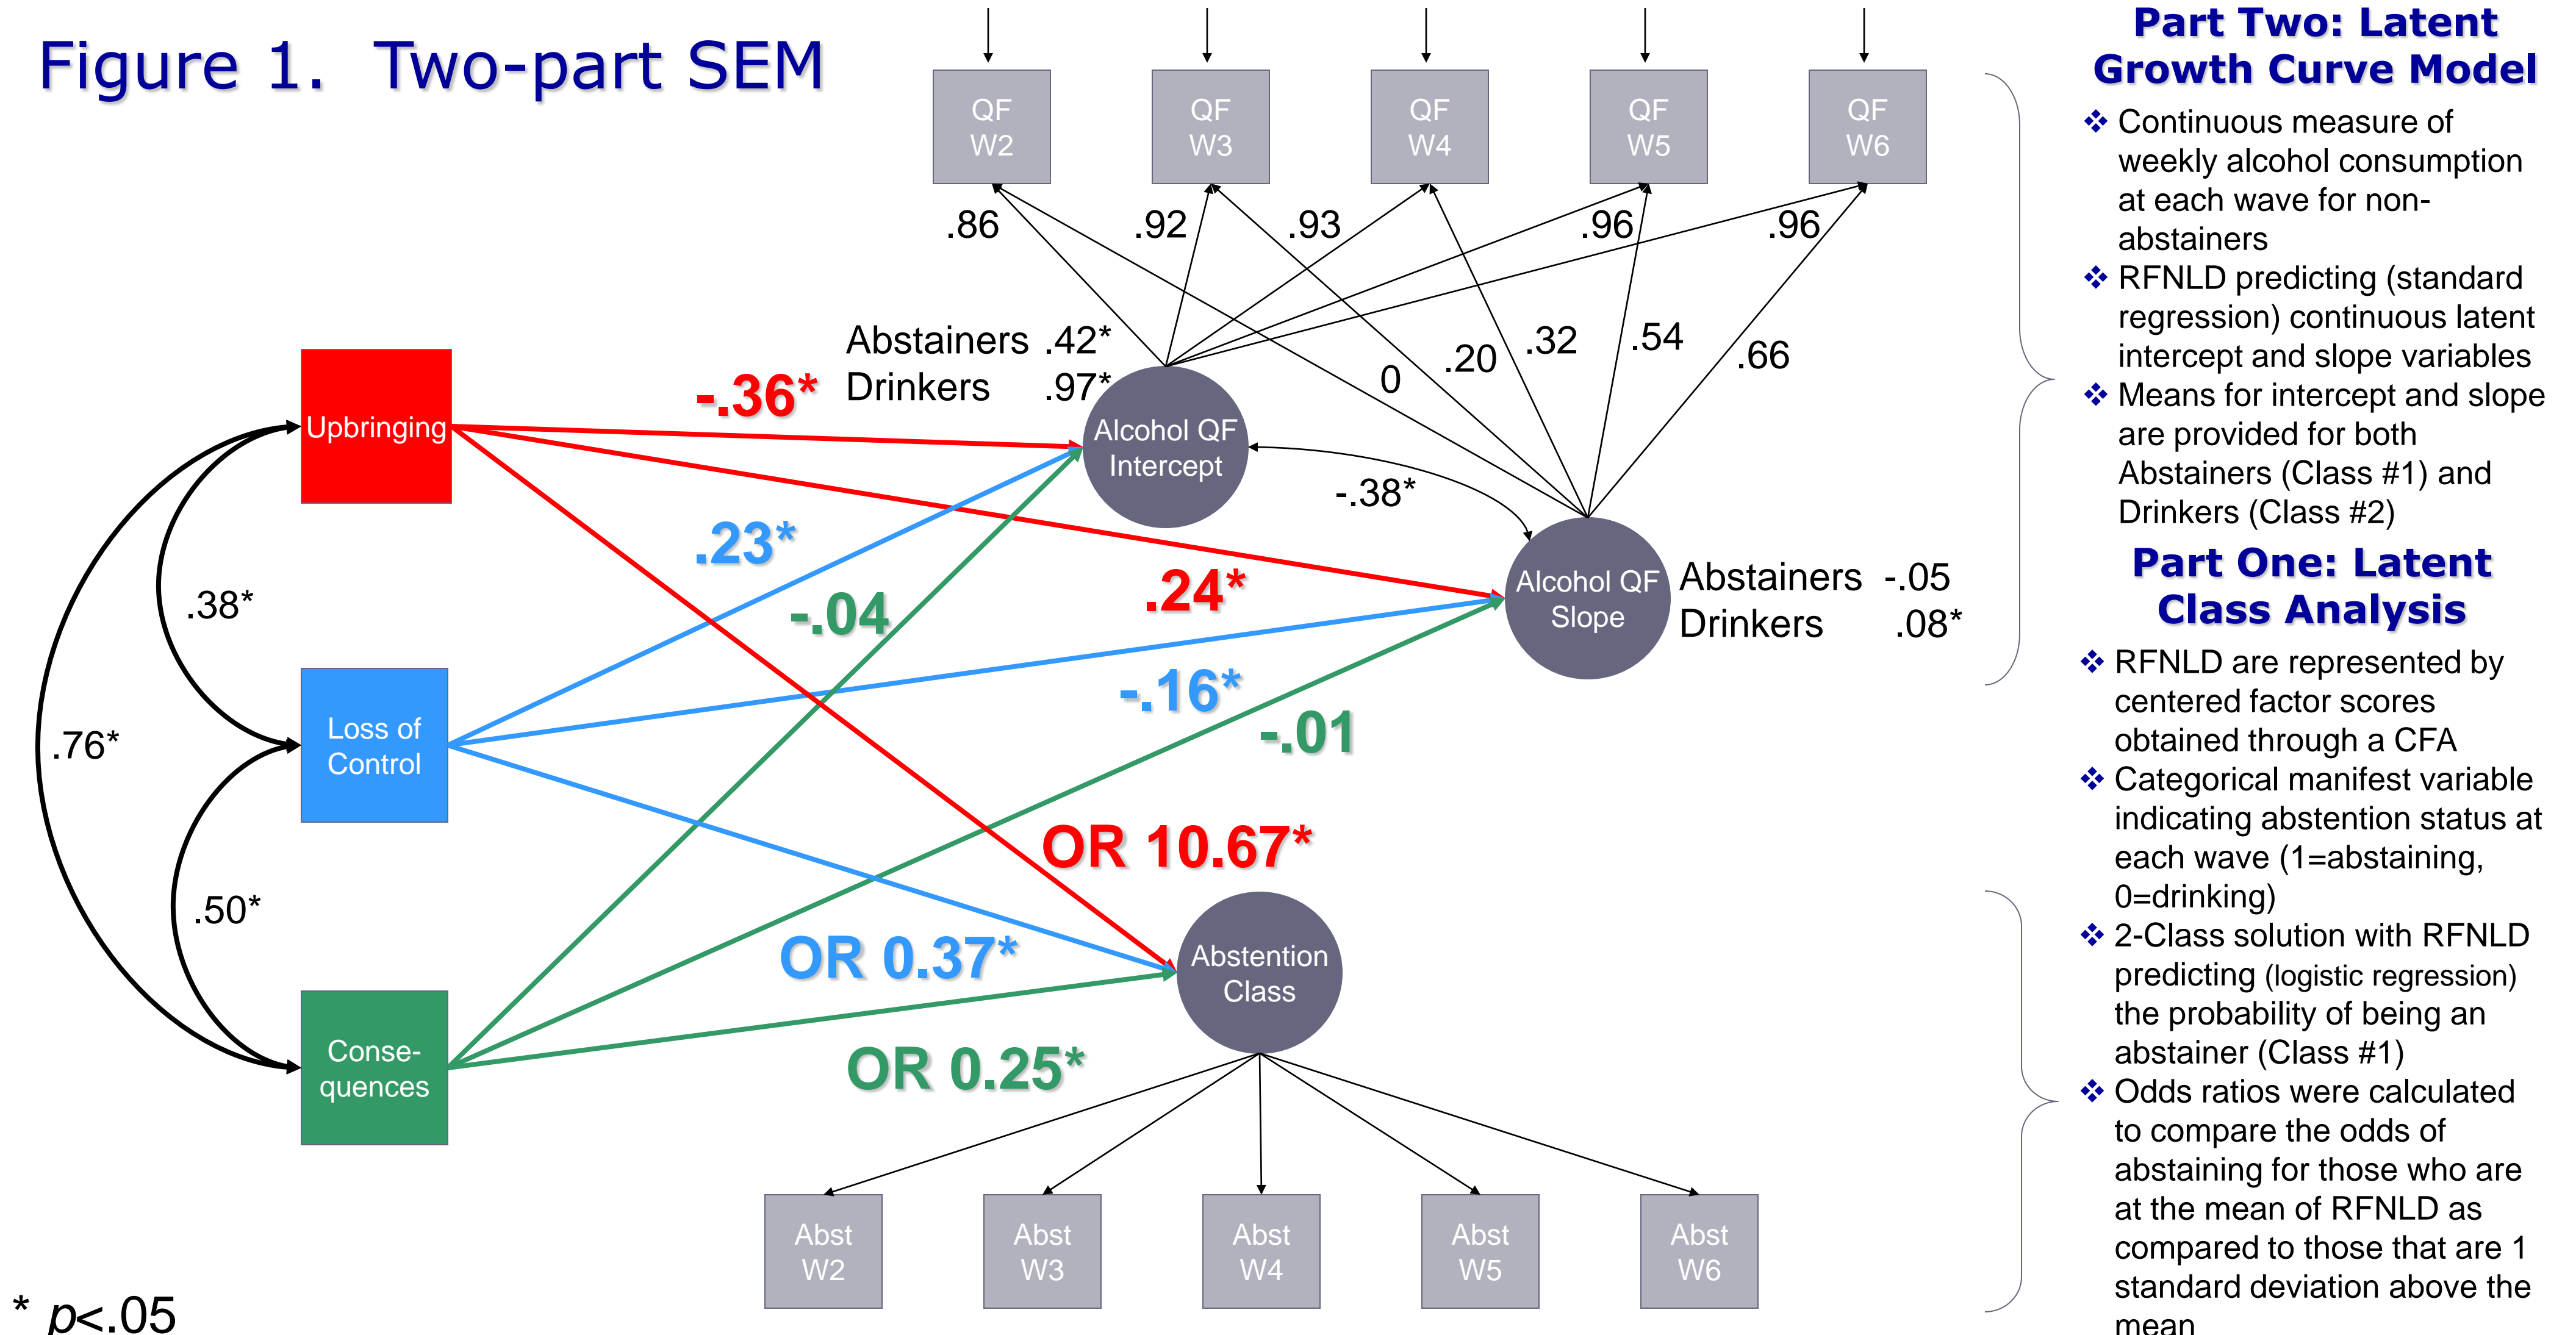 Figure 1. Two-part SEM
QF
W2
QF
W3
QF
W4
QF
W5
QF
W6
.86
.92
.93
.96
.96
Abstainers .42*
Drinkers .97*
0
.20
.32
.54
.66
Upbringing
Loss of
Control
Conse-
quences
.38*
.76*
.50*
-.36*
.23*
-.04
.24*
-.16*
-.01
OR 10.67*
OR 0.37*
OR 0.25*
Alcohol QF
Intercept
-.38*
Alcohol QF
Slope
Abstainers -.05
Drinkers .08*
Abstention
Class
Abst
W2
Abst
W3
Abst
W4
Abst
W5
Abst
W6
* p<.05
Part Two: Latent
Growth Curve Model
❖ Continuous measure of
weekly alcohol consumption
at each wave for non-
abstainers
❖ RFNLD predicting (standard
regression) continuous latent
intercept and slope variables
❖ Means for intercept and slope
are provided for both
Abstainers (Class #1) and
Drinkers (Class #2)
Part One: Latent
Class Analysis
❖ RFNLD are represented by
centered factor scores
obtained through a CFA
❖ Categorical manifest variable
indicating abstention status at
each wave (1=abstaining,
0=drinking)
❖ 2-Class solution with RFNLD
predicting (logistic regression)
the probability of being an
abstainer (Class #1)
❖ Odds ratios were calculated
to compare the odds of
abstaining for those who are
at the mean of RFNLD as
compared to those that are 1
standard deviation above the
mean